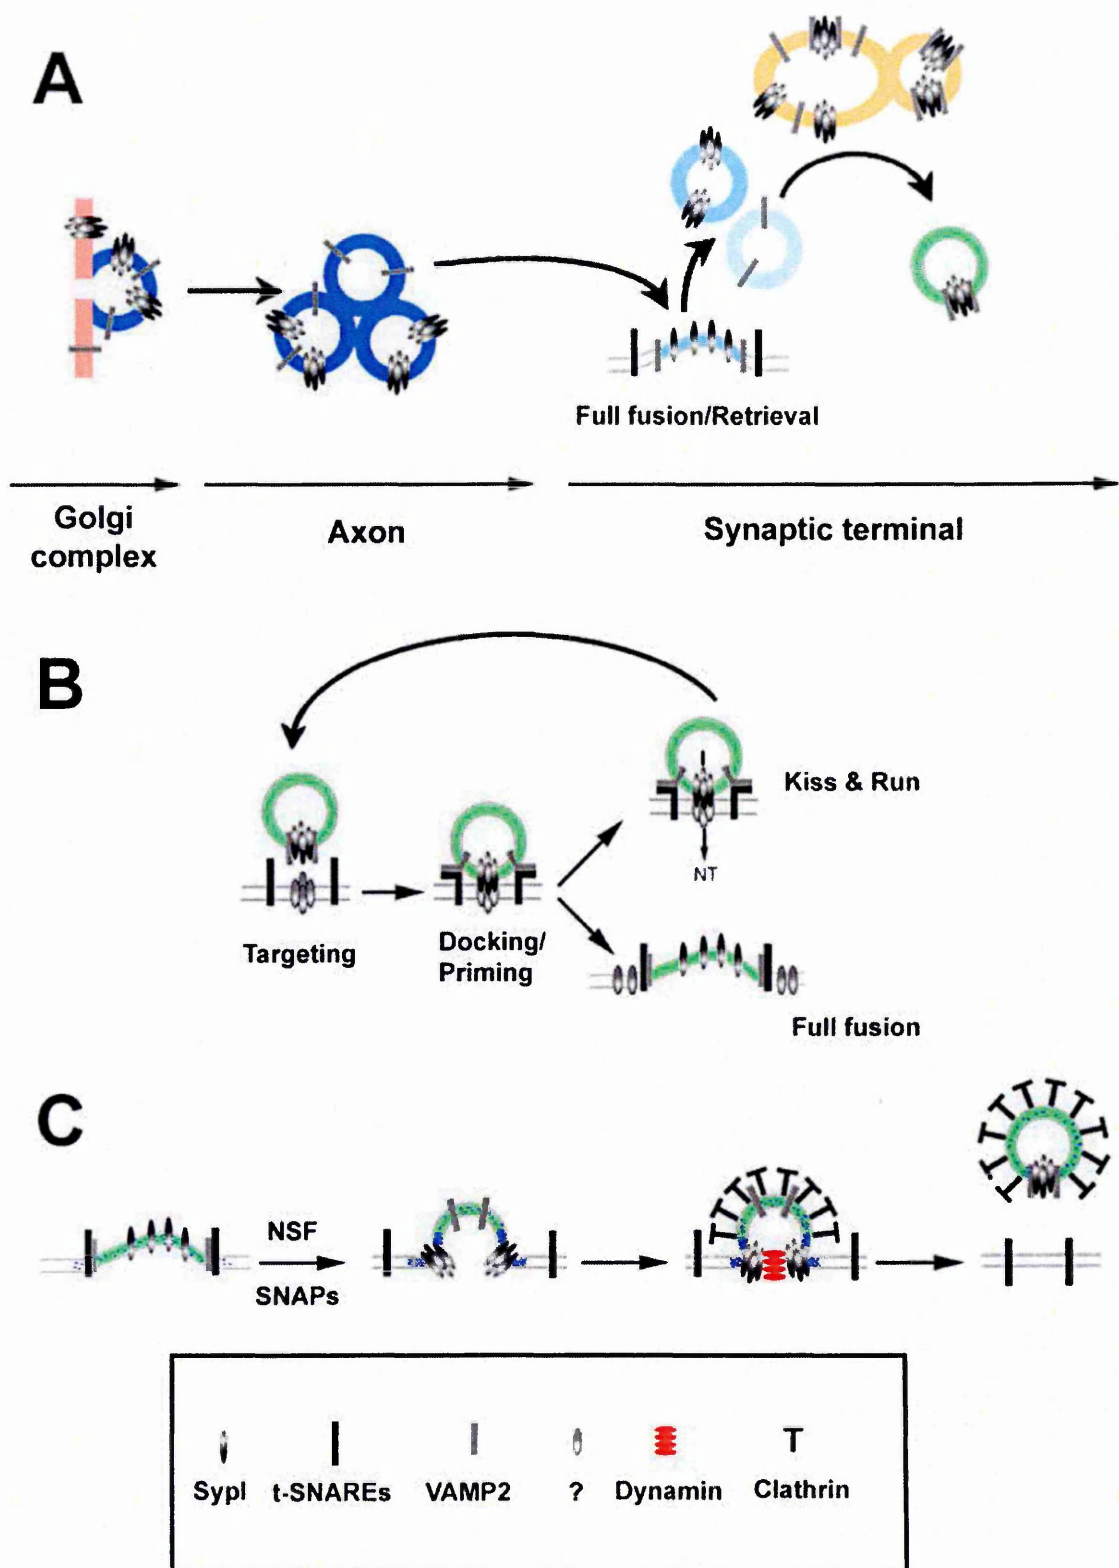 A
Full fusion/Retrieval
Golgi
complex
Axon
Synaptic terminal
B
Kiss & Run
NT
Targeting
Docking/
Priming
Full fusion
C
NSF
SNAPs
T T T T T T T T T T T
T T T T T T T
SypI t-SNAREs VAMP2 ? Dynamin Clathrin